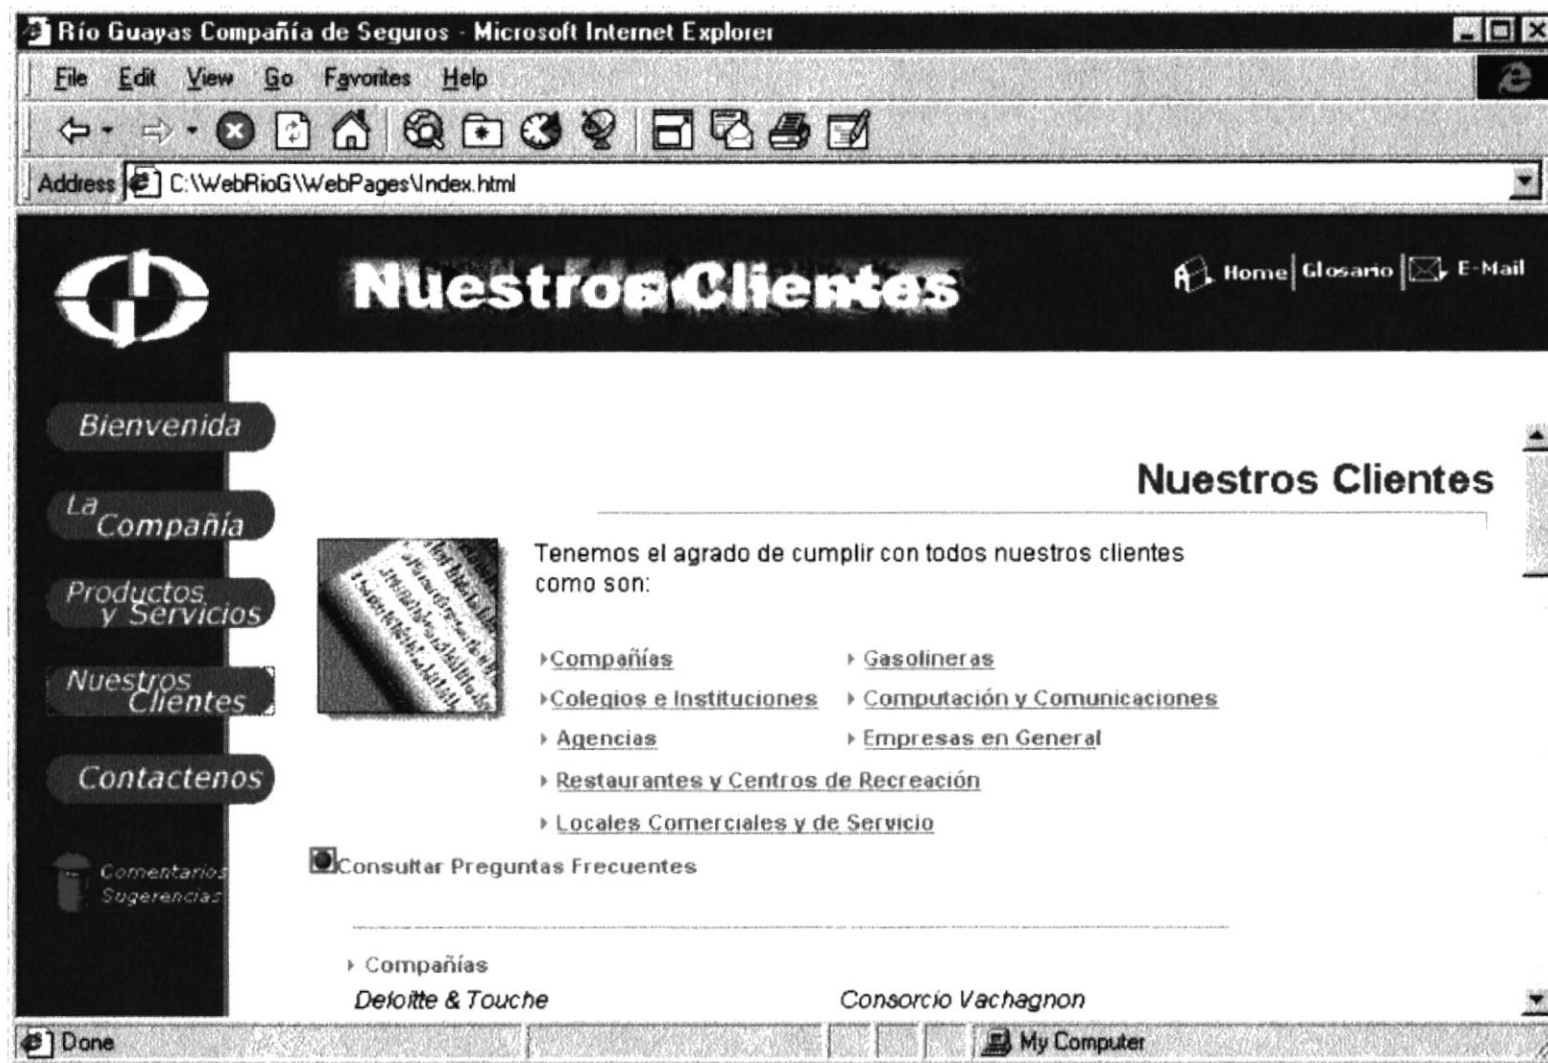 Río Guayas Compañía de Seguros - Microsoft Internet Explorer
File Edit View Go Favorites Help
Address C:\WebRioG\WebPages\Index.html
Nuestros Clientes
Home Glosario E-Mail
Bienvenida
La
Compañía
Productos
y Servicios
Nuestros
Clientes
Contactenos
Comentarios
Sugerencias
Nuestros Clientes
Tenemos el agrado de cumplir con todos nuestros clientes
como son:
Compañías Gasolineras
Colegios e Instituciones Computación y Comunicaciones
Agencias Empresas en General
Restaurantes y Centros de Recreación
Locales Comerciales y de Servicio
Consultar Preguntas Frecuentes
Compañías
Deloitte & Touche Consorcio Vachagnon
Done My Computer